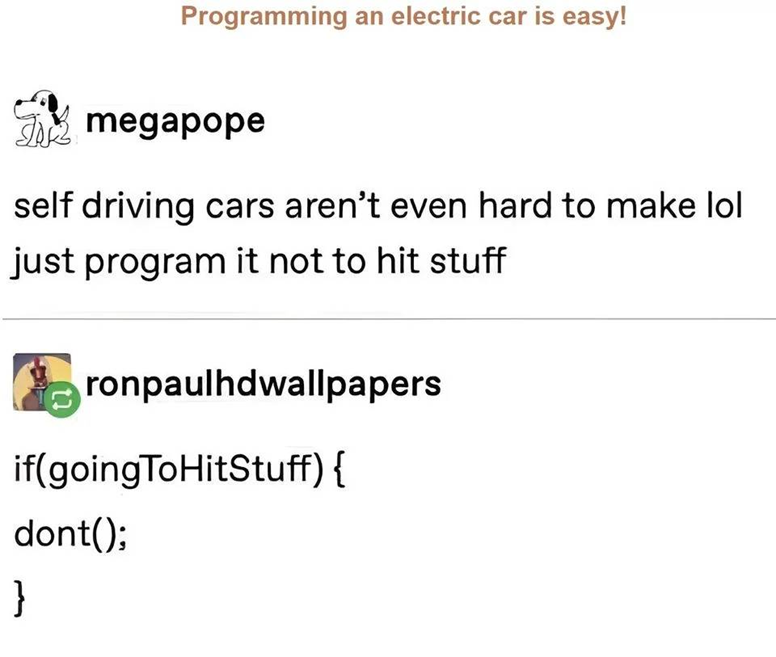 Programming an electric car is easy!
megapope
self driving cars aren't even hard to make lol
just program it not to hit stuff
ronpaulhdwallpapers
if(goingToHitStuff) {
dont();
}